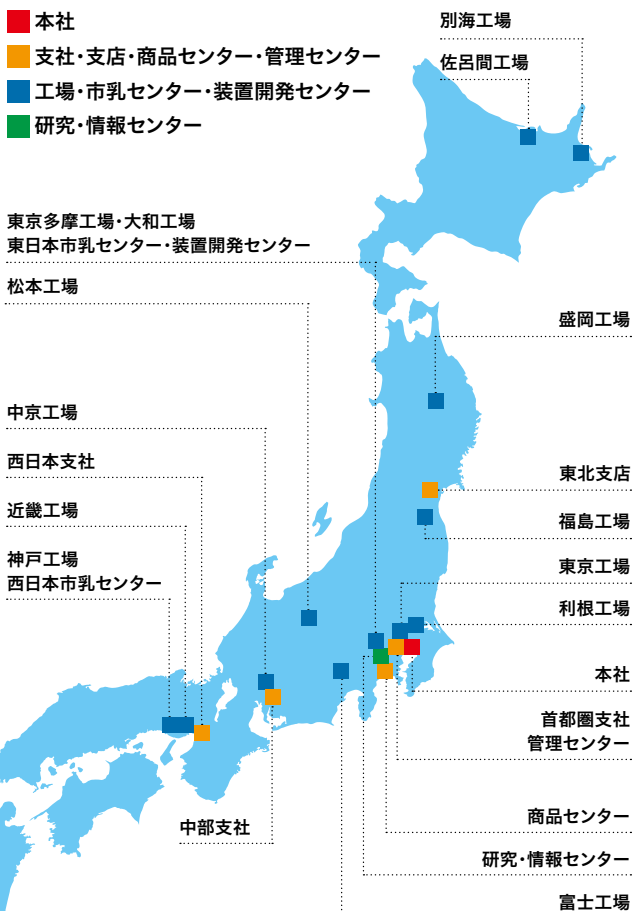 本社
支社・支店・商品センター・管理センター
工場・市乳センター・装置開発センター
研究・情報センター
別海工場
佐呂間工場
東京多摩工場・大和工場
東日本市乳センター・装置開発センター
松本工場
盛岡工場
中京工場
西日本支社
東北支店
近畿工場
福島工場
神戸工場
西日本市乳センター
東京工場
利根工場
本社
首都圏支社
管理センター
商品センター
中部支社
研究・情報センター
富士工場